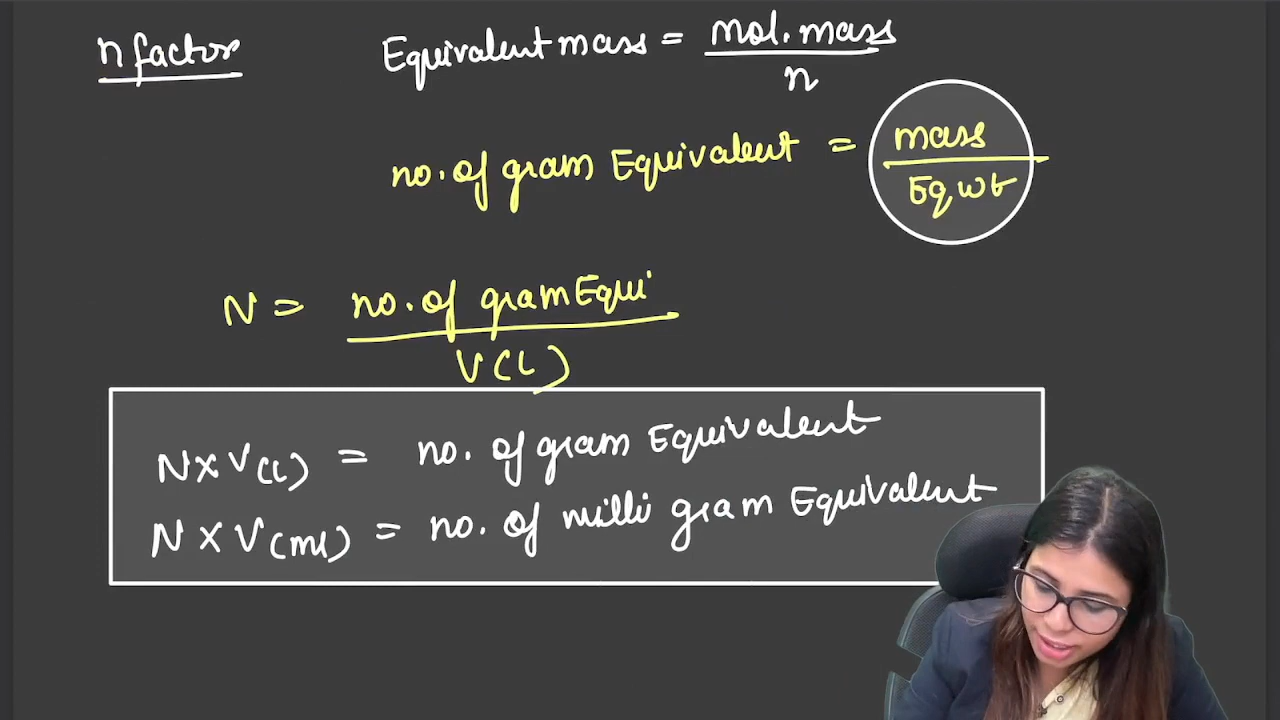 n factor
Equivalent mass = mol. mass
n
no. of gram Equivalent = mass
Eq wt
N = no. of gram Equi
V(L)
N x V(L) = no. of gram Equivalent
N x V(ml) = no. of milli gram Equivalent